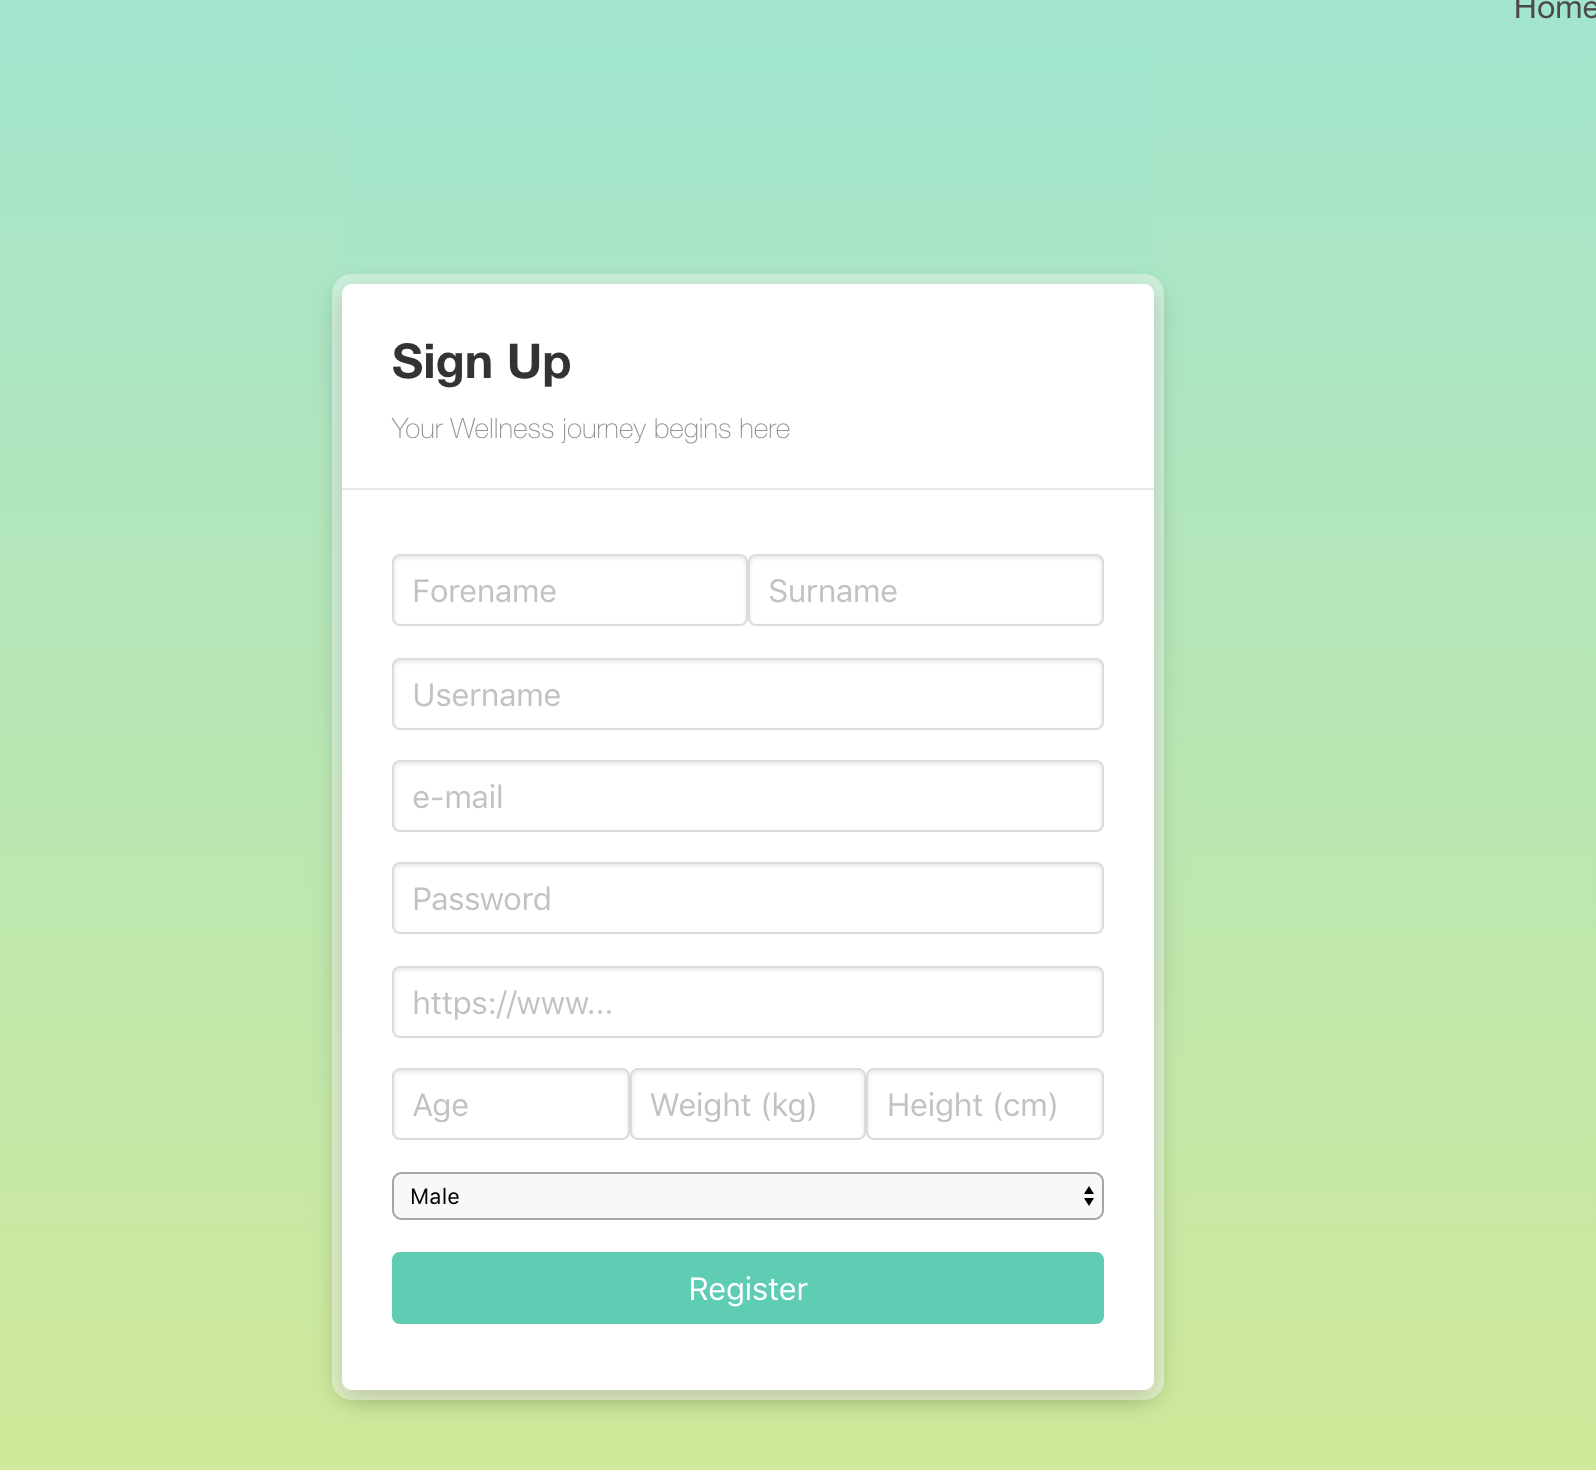 Home
Sign Up
Your Wellness journey begins here
Forename Surname
Username
e-mail
Password
https://www...
Age Weight (kg) Height (cm)
Male
Register